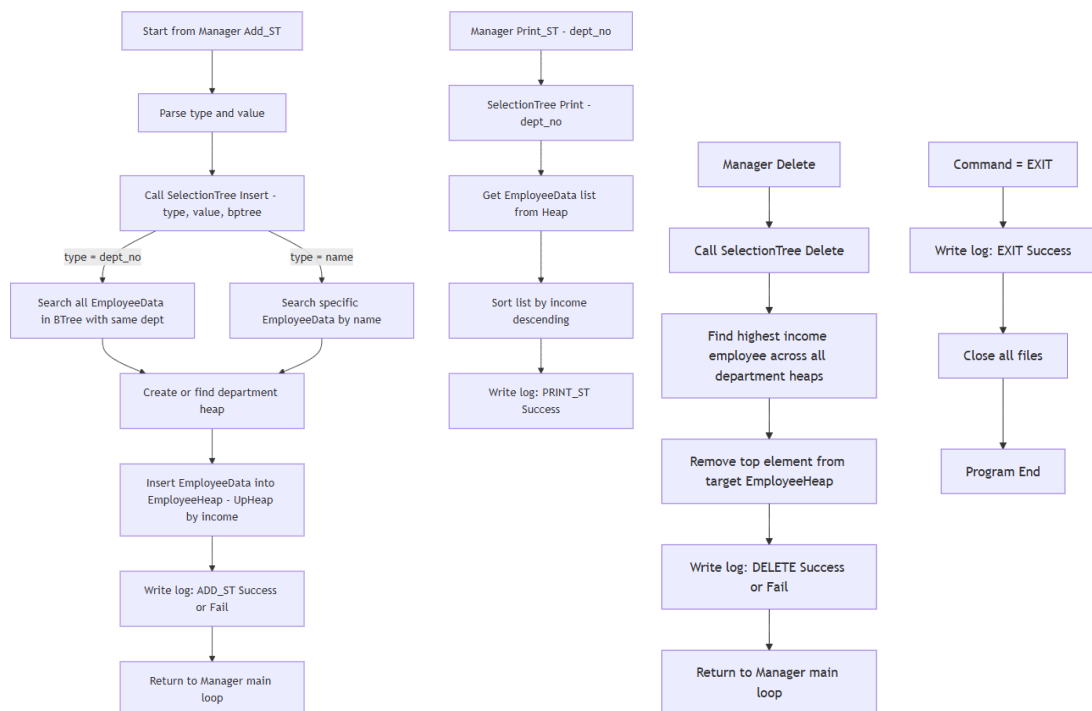 Start from Manager Add_ST
Parse type and value
Call SelectionTree Insert -
type, value, bptree
type = dept_no
type = name
Search all EmployeeData
in BTree with same dept
Search specific
EmployeeData by name
Create or find department
heap
Insert EmployeeData into
EmployeeHeap - UpHeap
by income
Write log: ADD_ST Success
or Fail
Return to Manager main
loop
Manager Print_ST - dept_no
SelectionTree Print -
dept_no
Get EmployeeData list
from Heap
Sort list by income
descending
Write log: PRINT_ST
Success
Manager Delete
Call SelectionTree Delete
Find highest income
employee across all
department heaps
Remove top element from
target EmployeeHeap
Write log: DELETE Success
or Fail
Return to Manager main
loop
Command = EXIT
Write log: EXIT Success
Close all files
Program End